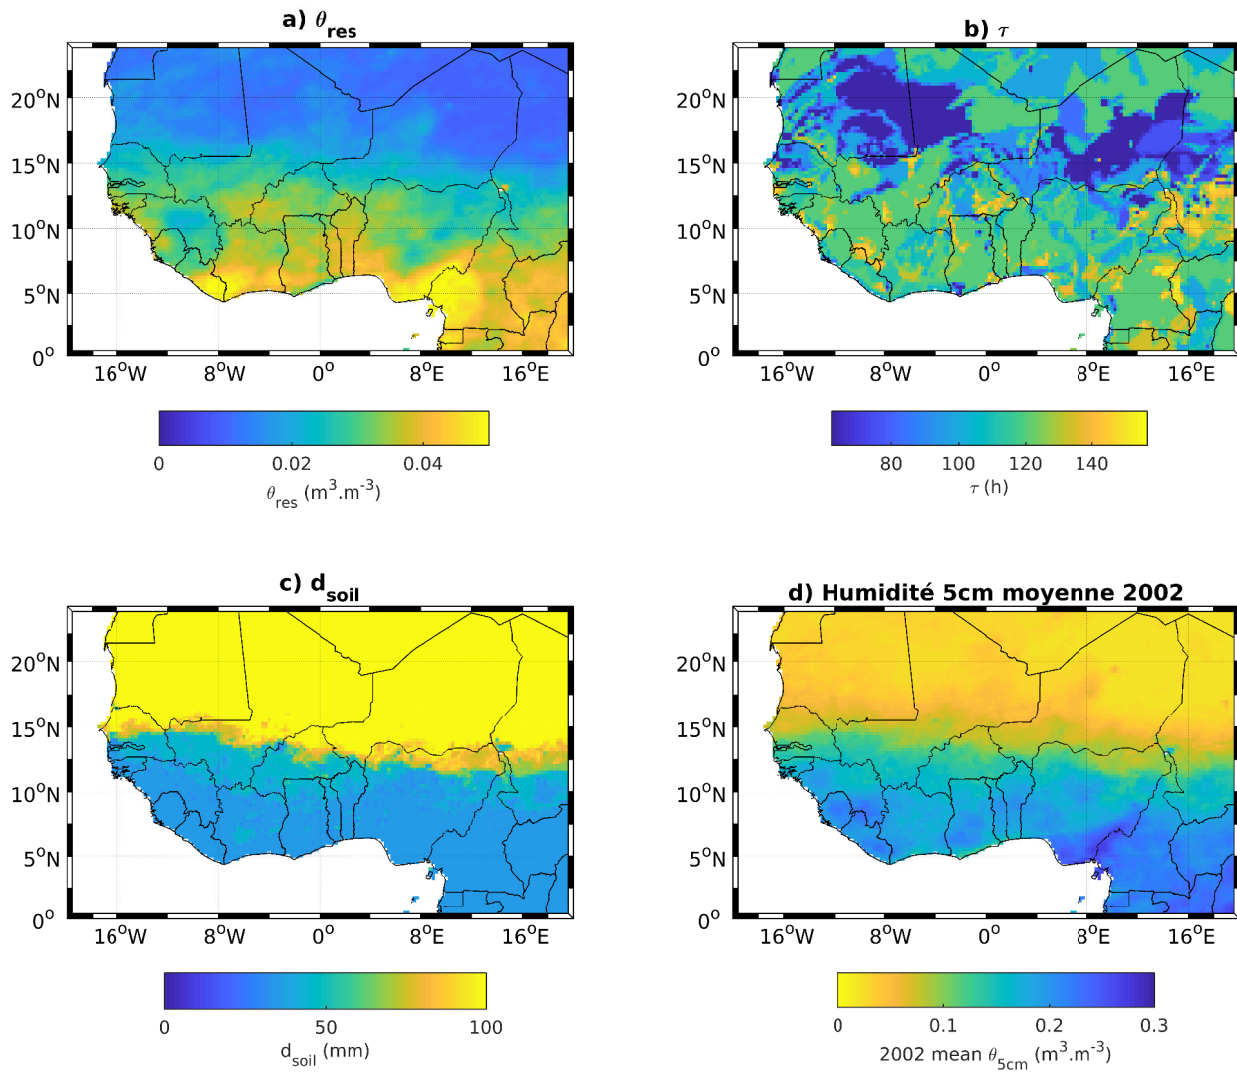 a) θres
b) τ
20°N
15°N
10°N
5°N
0°
16°W
8°W
0°
8°E
16°E
20°N
15°N
10°N
5°N
0°
16°W
8°W
0°
8°E
16°E
0
0.02
0.04
θres (m³.m⁻³)
80
100
120
140
τ (h)
c) dsoil
d) Humidité 5cm moyenne 2002
20°N
15°N
10°N
5°N
0°
16°W
8°W
0°
8°E
16°E
20°N
15°N
10°N
5°N
0°
16°W
8°W
0°
8°E
16°E
0
50
100
dsoil (mm)
0
0.1
0.2
0.3
2002 mean θ5cm (m³.m⁻³)